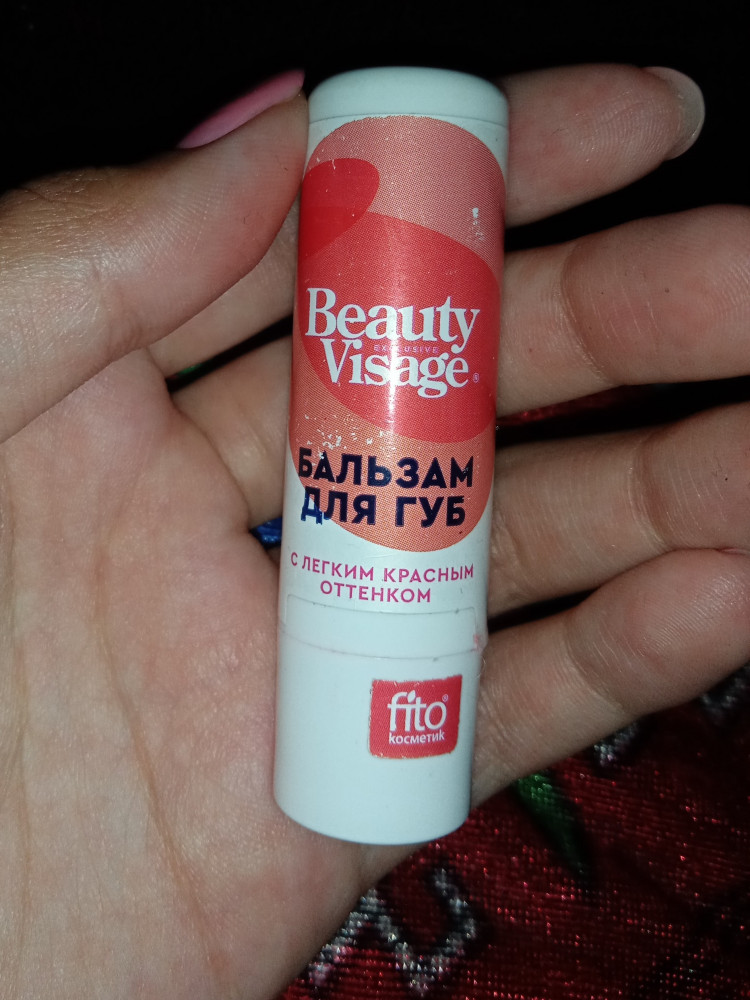 Beauty
EXCLUSIVE
Visage®
БАЛЬЗАМ
ДЛЯ ГУБ
С ЛЕГКИМ КРАСНЫМ
ОТТЕНКОМ
fito®
косметик